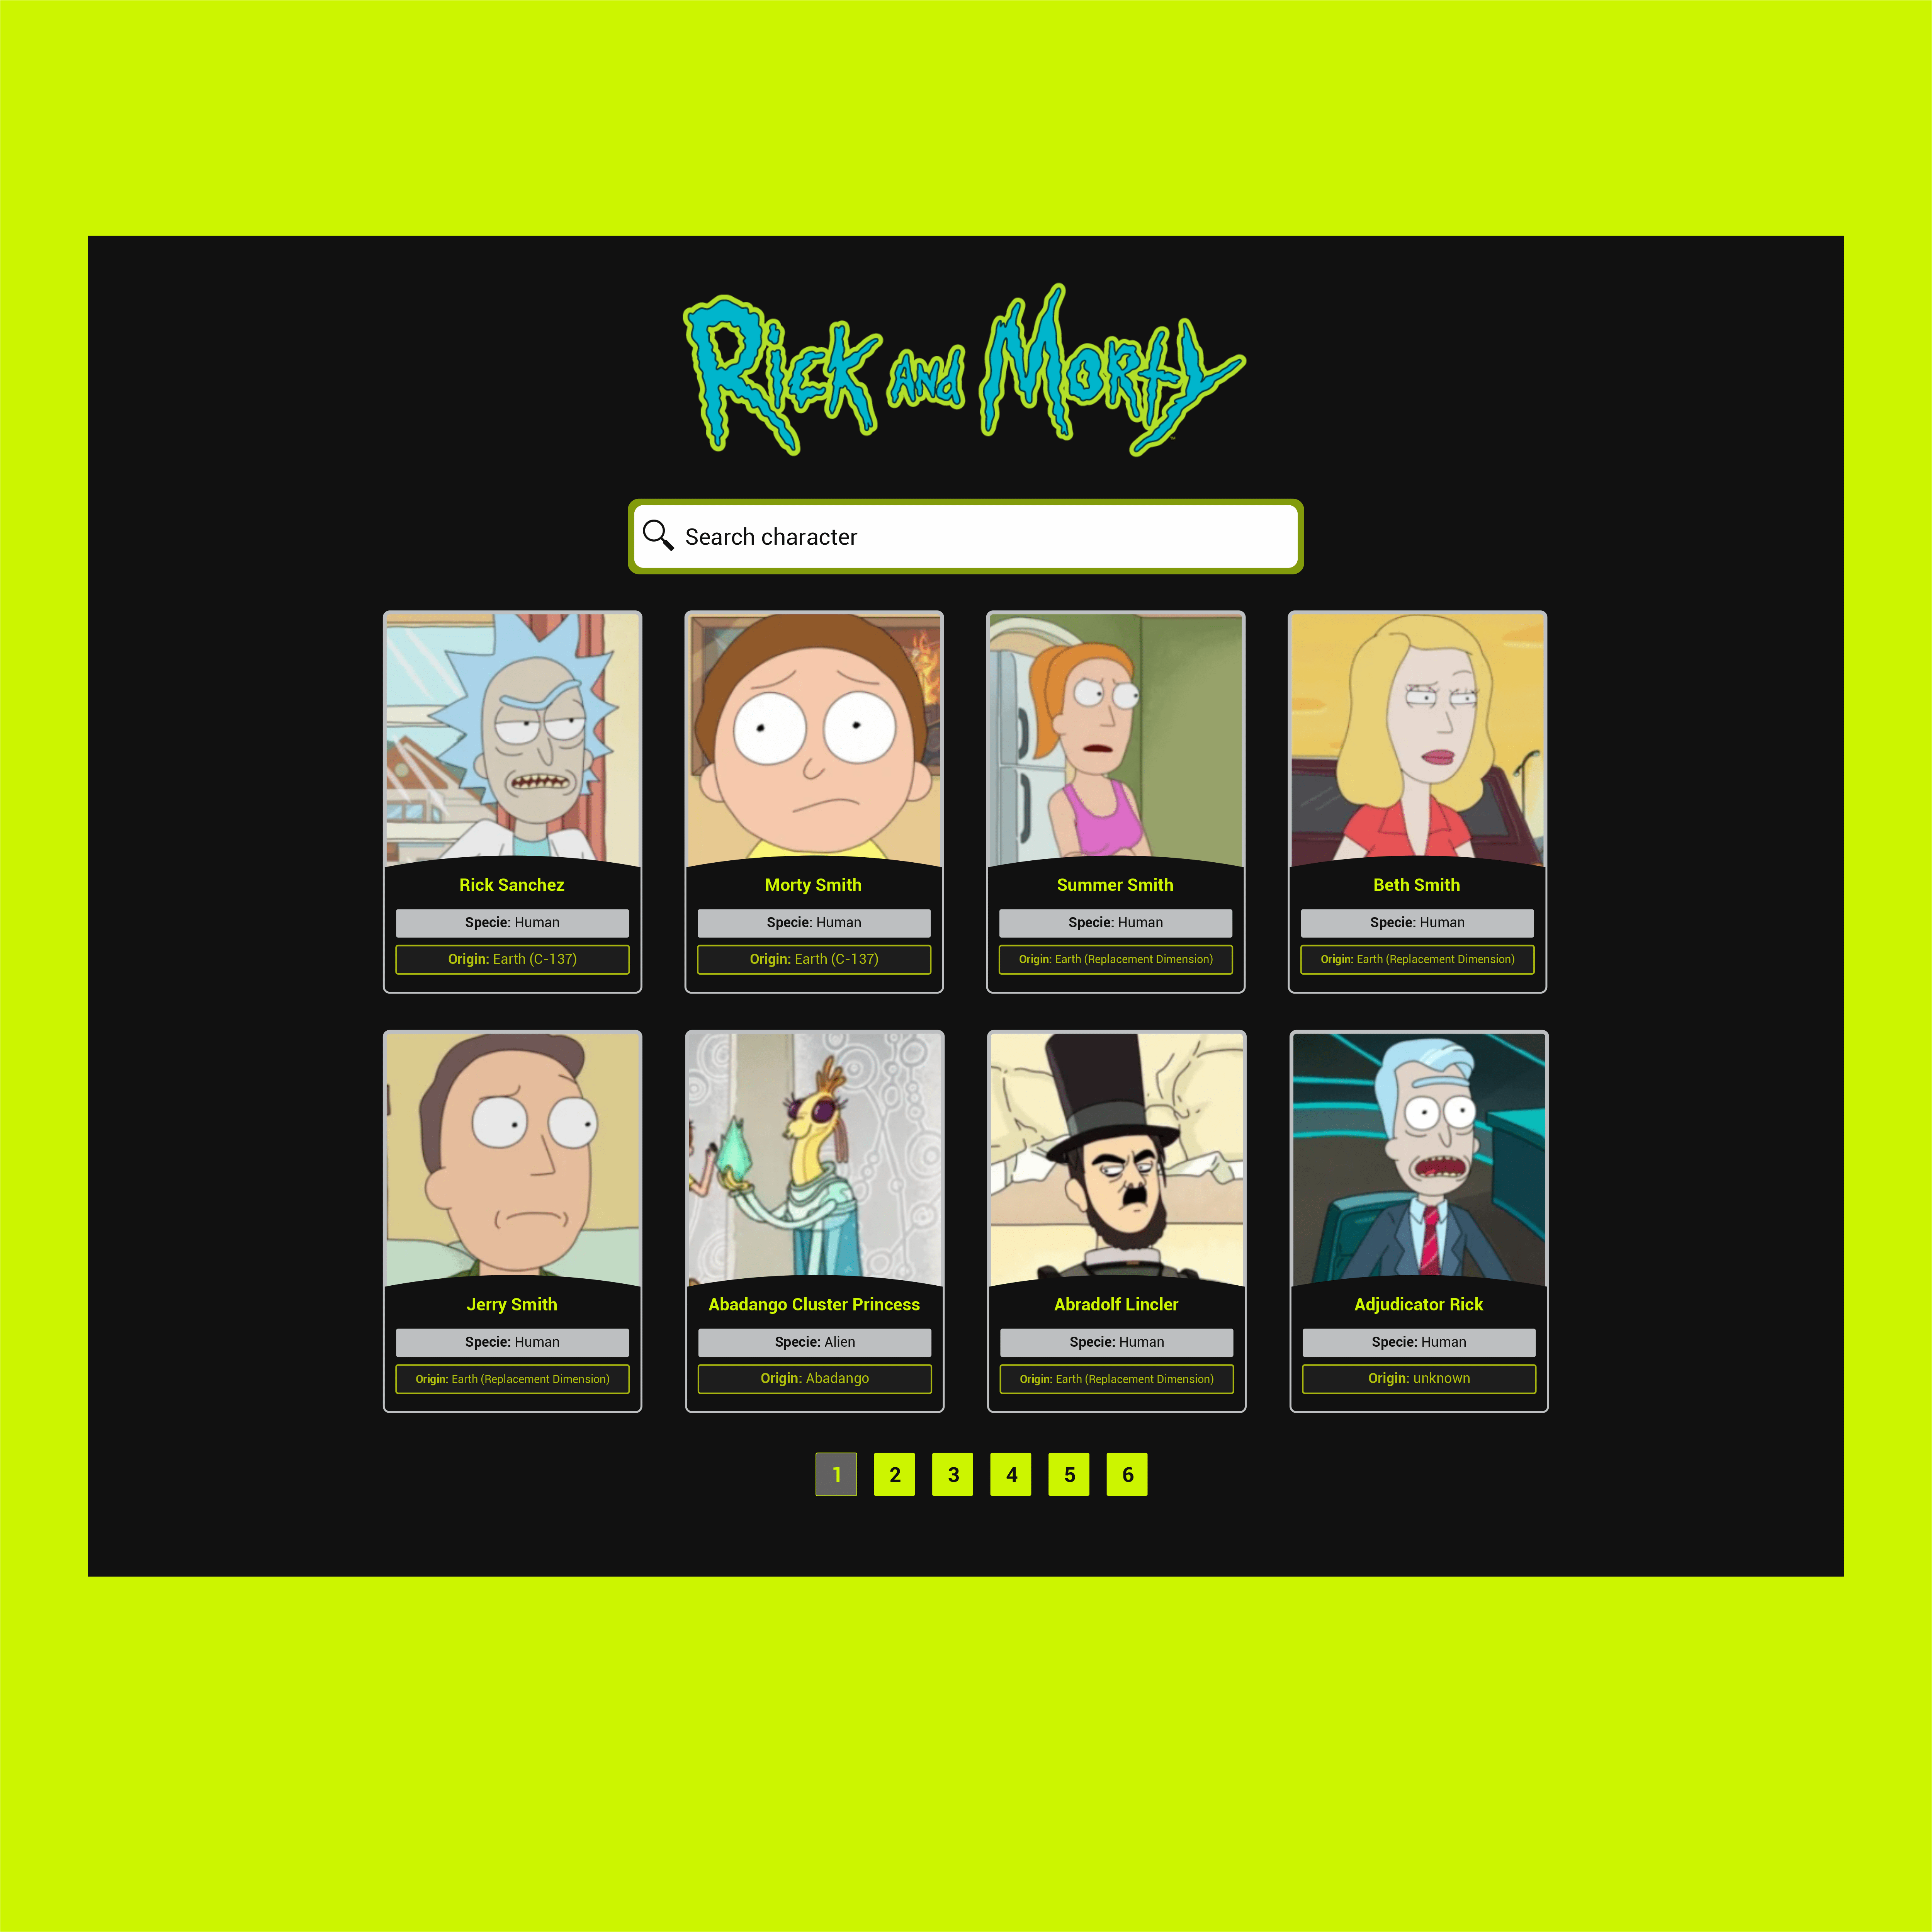 Rick and Morty
Search character
Rick Sanchez
Specie: Human
Origin: Earth (C-137)
Morty Smith
Specie: Human
Origin: Earth (C-137)
Summer Smith
Specie: Human
Origin: Earth (Replacement Dimension)
Beth Smith
Specie: Human
Origin: Earth (Replacement Dimension)
Jerry Smith
Specie: Human
Origin: Earth (Replacement Dimension)
Abadango Cluster Princess
Specie: Alien
Origin: Abadango
Abradolf Lincler
Specie: Human
Origin: Earth (Replacement Dimension)
Adjudicator Rick
Specie: Human
Origin: unknown
1 2 3 4 5 6